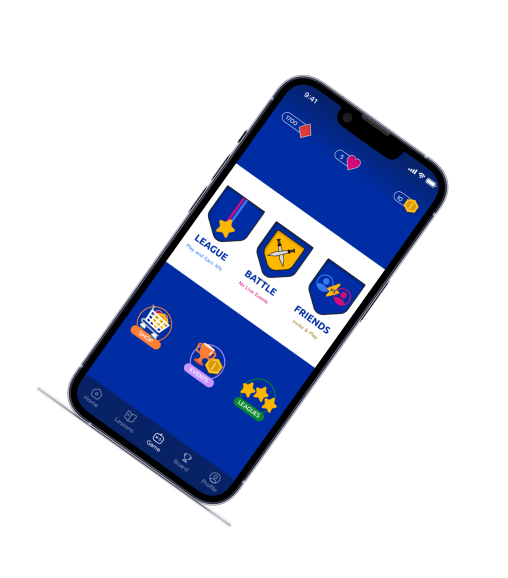 9:41
1700
5
10
LEAGUE
Play and Earn XPs
BATTLE
No Live Events
FRIENDS
Invite & Play
SHOP
EVENTS
LEAGUES
Home
Lessons
Game
Board
Profile